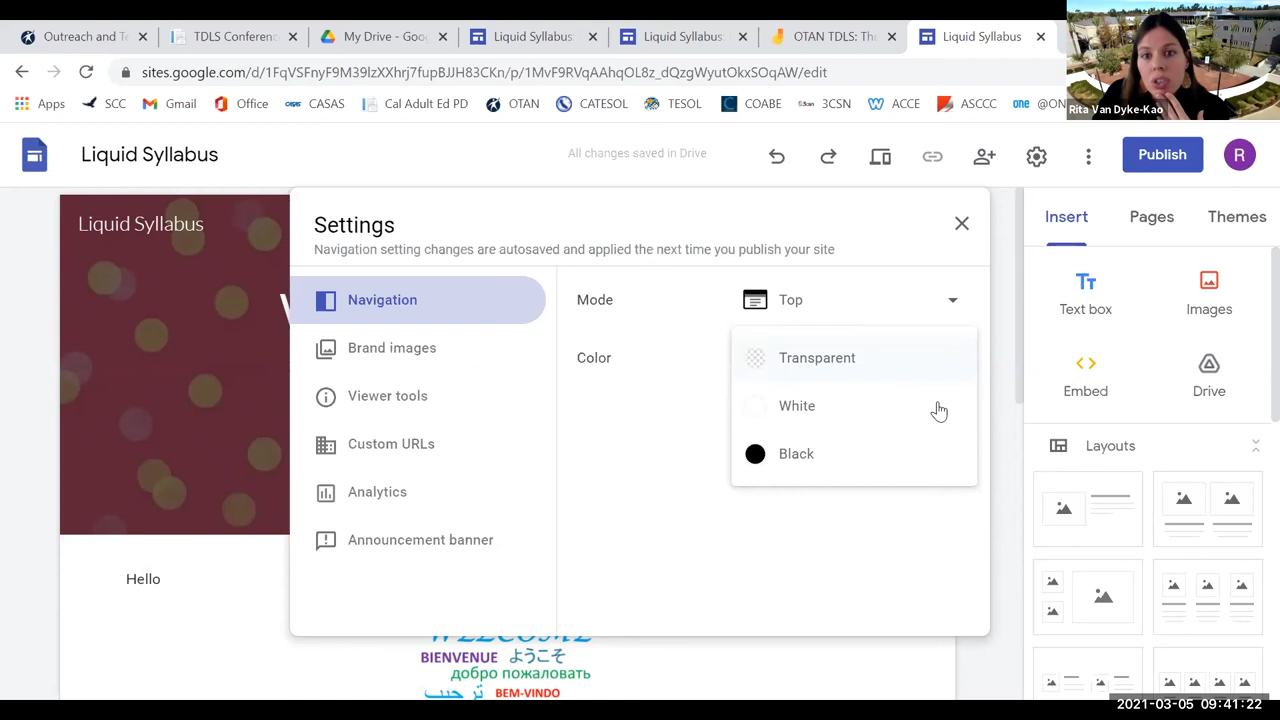 Outreach and Te
TDLS Conferenc
My Drive - Goo
Liquid Syllabus
Liquid Syllabus
OTAN TDLS: Th
Liquid Syllabus
sites.google.com/d/1FqVSFnyF9M39IzXXhrj7fupBJbti3CKn/p/1MvF9RVqAAhqOL8z_dQzgWyutOkxSOqAW/edit
Apps
SCC
Gmail
Office
CASAS
Cal Adult Ed PD
OTAN
CATESOL
TESOL
COABE
3CSN
ACCE
ASCCC
@ON
Rita Van Dyke-Kao
Liquid Syllabus
All changes saved in Drive
Publish
R
Liquid Syllabus
Settings
Navigation setting changes are autosaved and applied the next time you publish your site
Navigation
Brand images
Viewer tools
Custom URLs
Analytics
Announcement banner
Mode
Top
Color
Transparent
White
Black
Insert
Pages
Themes
Text box
Images
Embed
Drive
Layouts
Hello
WELCOME
BIENVENUE ようこそ
добро пожаловать
ترحيب BEM-VINDO
2021-03-05 09:41:22